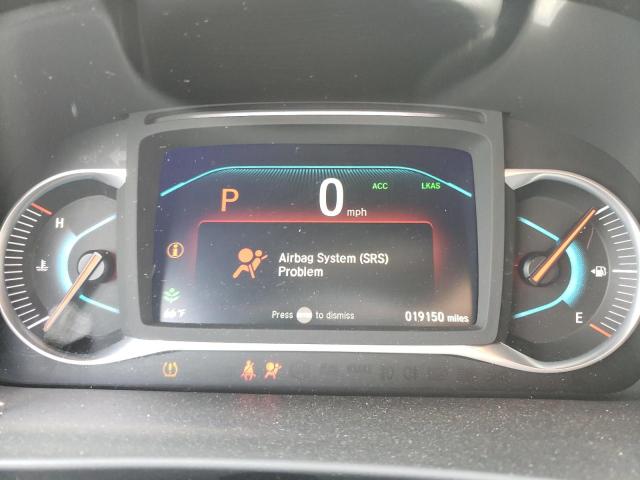 P 0 mph ACC LKAS
H
Airbag System (SRS)
Problem
E
Press to dismiss 019150 miles